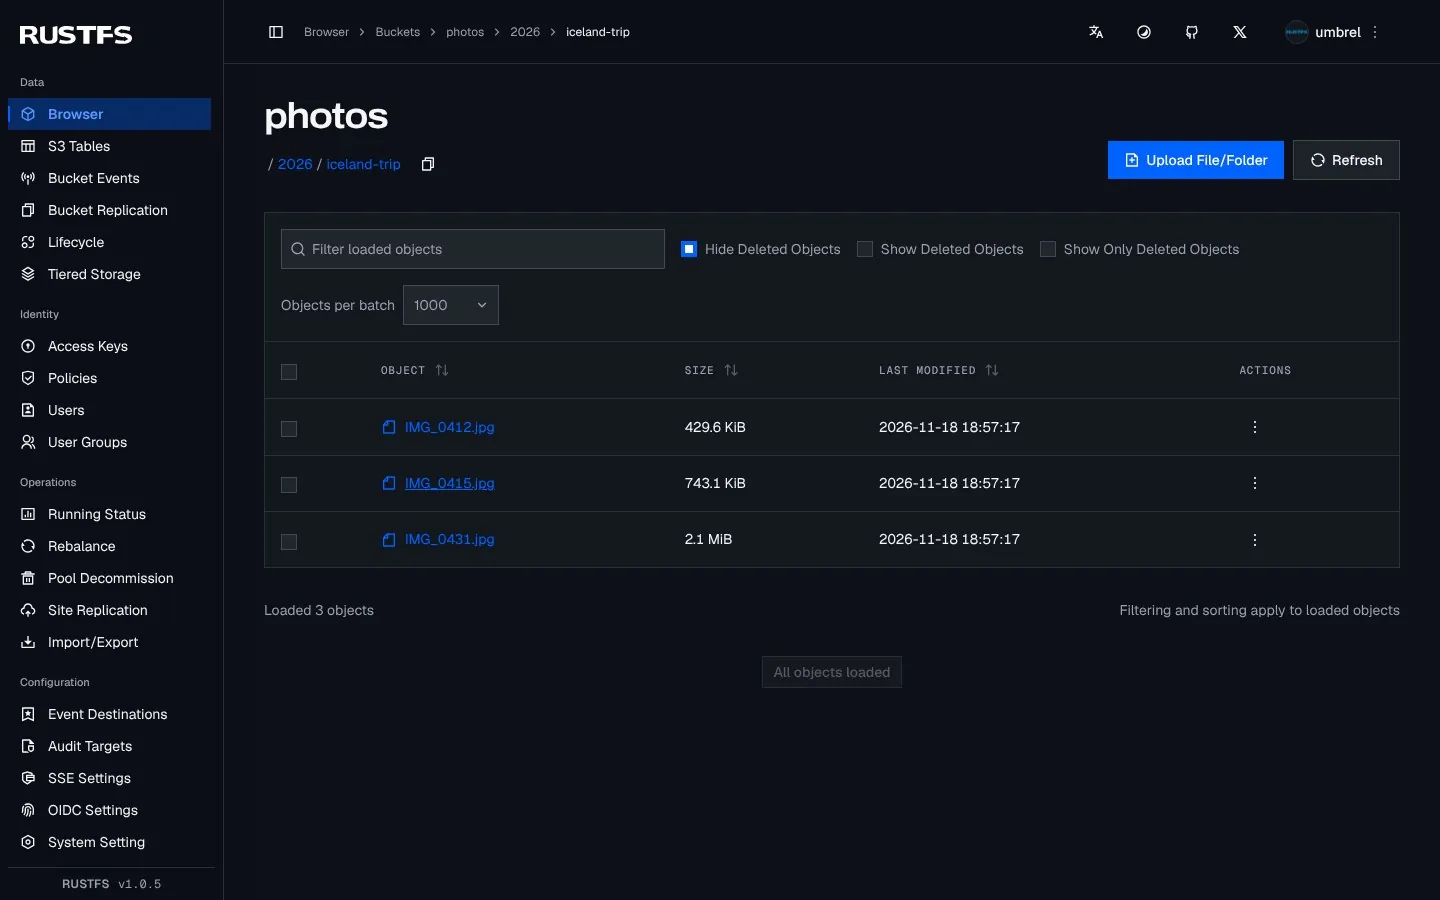 RUSTFS
Browser > Buckets > photos > 2026 > iceland-trip
umbrel
Data
Browser
S3 Tables
Bucket Events
Bucket Replication
Lifecycle
Tiered Storage
Identity
Access Keys
Policies
Users
User Groups
Operations
Running Status
Rebalance
Pool Decommission
Site Replication
Import/Export
Configuration
Event Destinations
Audit Targets
SSE Settings
OIDC Settings
System Setting
RUSTFS v1.0.5
photos
/ 2026 / iceland-trip
Upload File/Folder
Refresh
Filter loaded objects
Hide Deleted Objects
Show Deleted Objects
Show Only Deleted Objects
Objects per batch 1000
OBJECT SIZE LAST MODIFIED ACTIONS
IMG_0412.jpg 429.6 KiB 2026-11-18 18:57:17
IMG_0415.jpg 743.1 KiB 2026-11-18 18:57:17
IMG_0431.jpg 2.1 MiB 2026-11-18 18:57:17
Loaded 3 objects
Filtering and sorting apply to loaded objects
All objects loaded